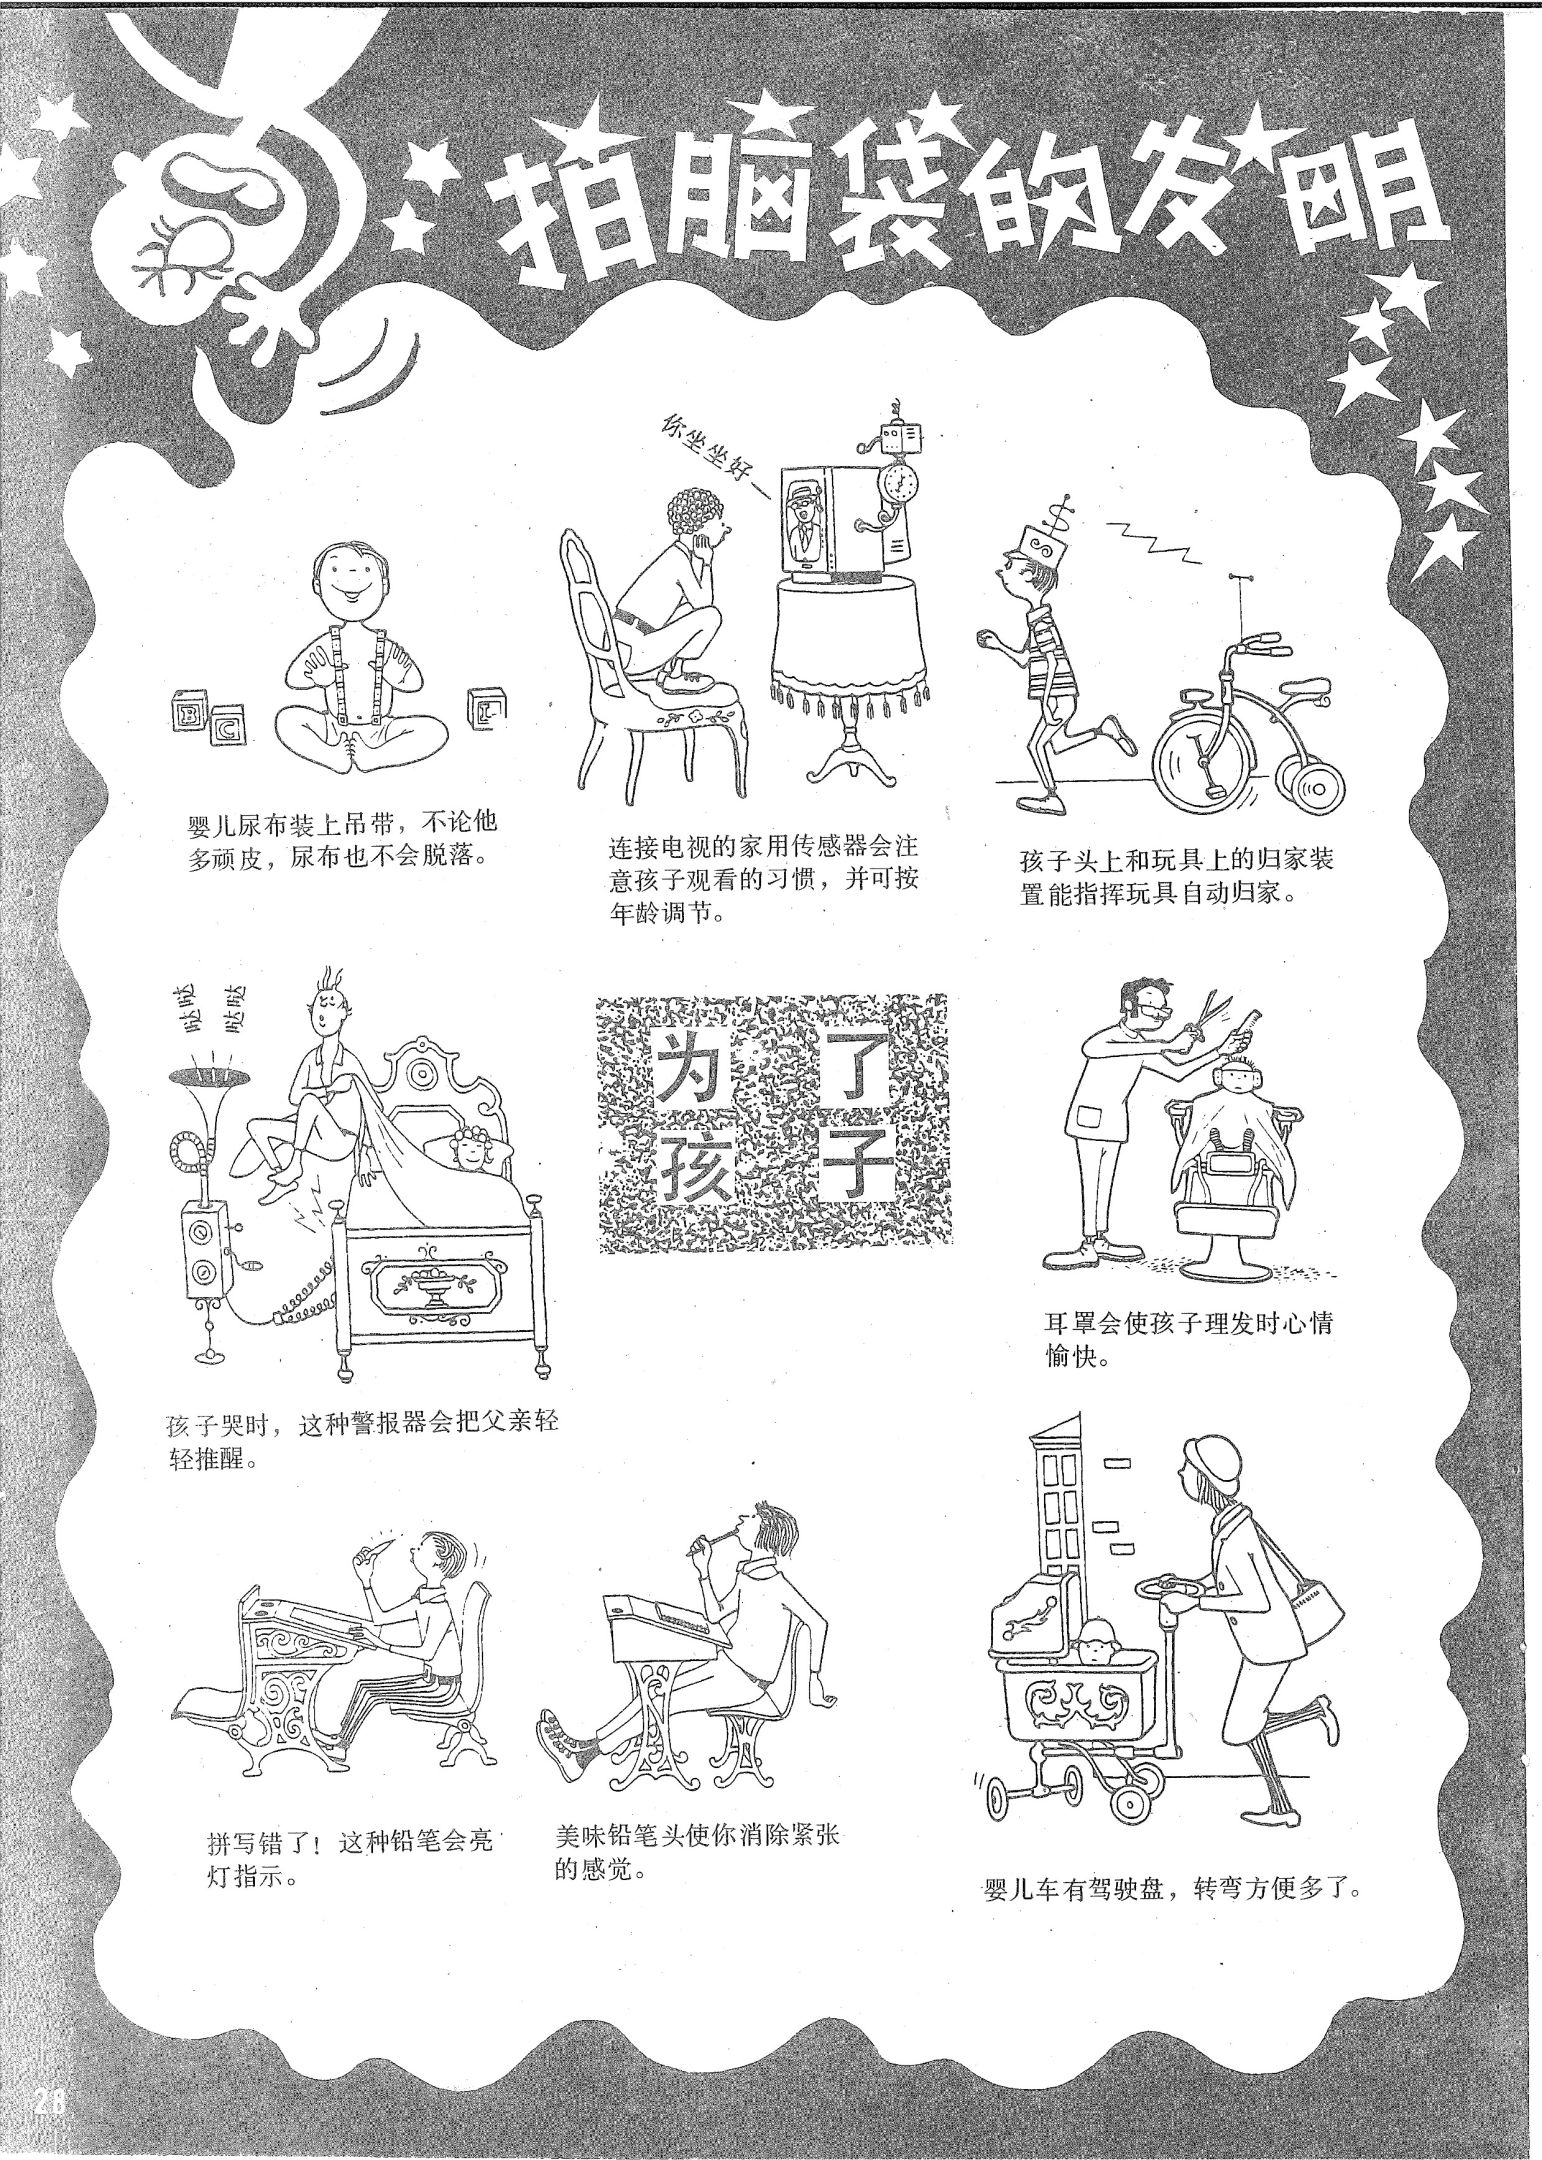 拍脑袋的发明
你坐坐好
B
C
F
婴儿尿布装上吊带，不论他
多顽皮，尿布也不会脱落。
连接电视的家用传感器会注
意孩子观看的习惯，并可按
年龄调节。
孩子头上和玩具上的归家装
置能指挥玩具自动归家。
哒哒
哒哒
为了
孩子
孩子哭时，这种警报器会把父亲轻
轻推醒。
耳罩会使孩子理发时心情
愉快。
拼写错了！这种铅笔会亮
灯指示。
美味铅笔头使你消除紧张
的感觉。
婴儿车有驾驶盘，转弯方便多了。
28